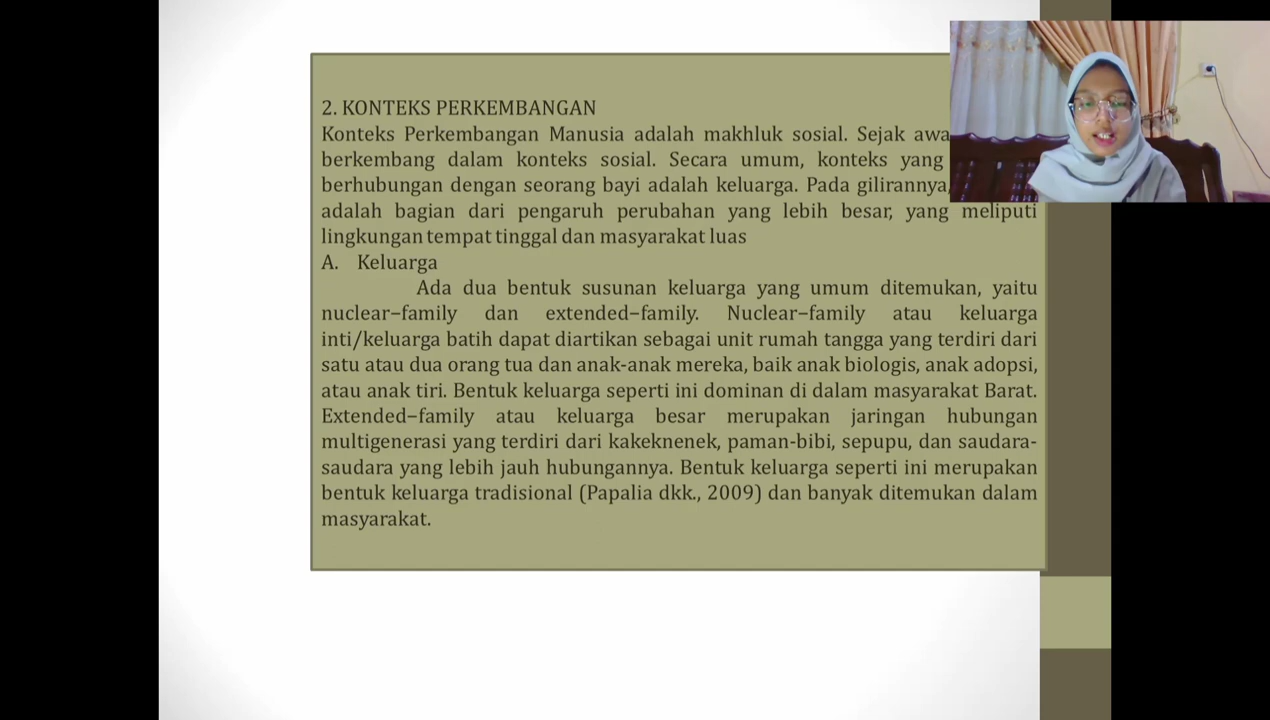 2. KONTEKS PERKEMBANGAN
Konteks Perkembangan Manusia adalah makhluk sosial. Sejak
berkembang dalam konteks sosial. Secara umum, konteks yang
berhubungan dengan seorang bayi adalah keluarga. Pada gilirannya,
adalah bagian dari pengaruh perubahan yang lebih besar, yang meliputi
lingkungan tempat tinggal dan masyarakat luas
A. Keluarga
Ada dua bentuk susunan keluarga yang umum ditemukan, yaitu
nuclear–family dan extended–family. Nuclear–family atau keluarga
inti/keluarga batih dapat diartikan sebagai unit rumah tangga yang terdiri dari
satu atau dua orang tua dan anak-anak mereka, baik anak biologis, anak adopsi,
atau anak tiri. Bentuk keluarga seperti ini dominan di dalam masyarakat Barat.
Extended–family atau keluarga besar merupakan jaringan hubungan
multigenerasi yang terdiri dari kakeknenek, paman-bibi, sepupu, dan saudara-
saudara yang lebih jauh hubungannya. Bentuk keluarga seperti ini merupakan
bentuk keluarga tradisional (Papalia dkk., 2009) dan banyak ditemukan dalam
masyarakat.